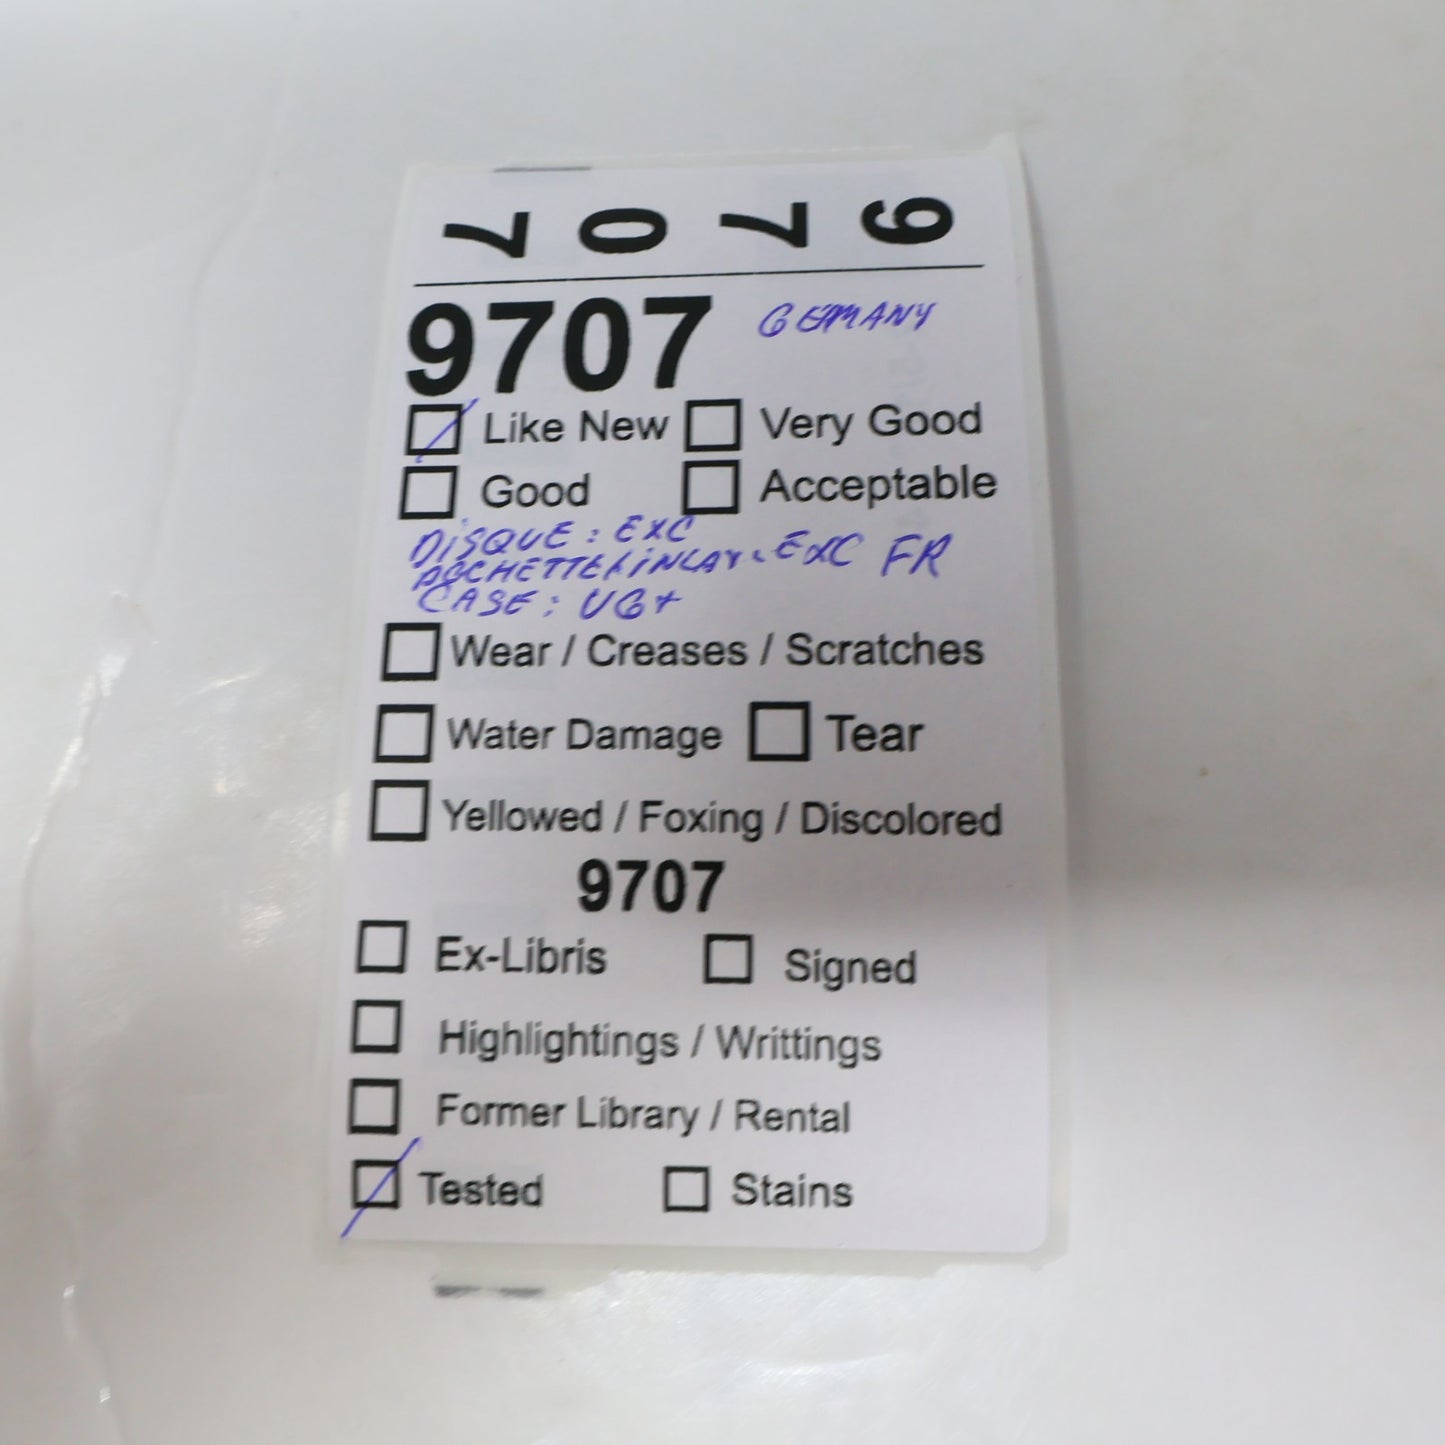 9707
9707 GERMANY
Like New Very Good
Good Acceptable
DISQUE: EXC
POCHETTE/INLAY: EXC FR
CASE: VG+
Wear / Creases / Scratches
Water Damage Tear
Yellowed / Foxing / Discolored
9707
Ex-Libris Signed
Highlightings / Writtings
Former Library / Rental
Tested Stains